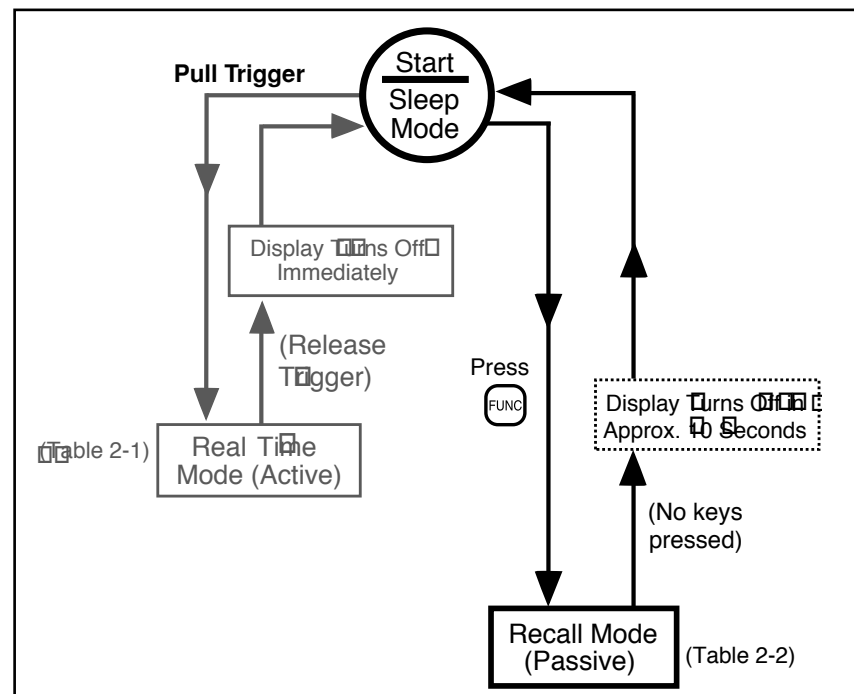 Pull Trigger
Start
Sleep
Mode
Display Turns Off
Immediately
(Release
Trigger)
Press
FUNC
Display Turns Off in
Approx. 10 Seconds
(Table 2-1)
Real Time
Mode (Active)
(No keys
pressed)
Recall Mode
(Passive)
(Table 2-2)